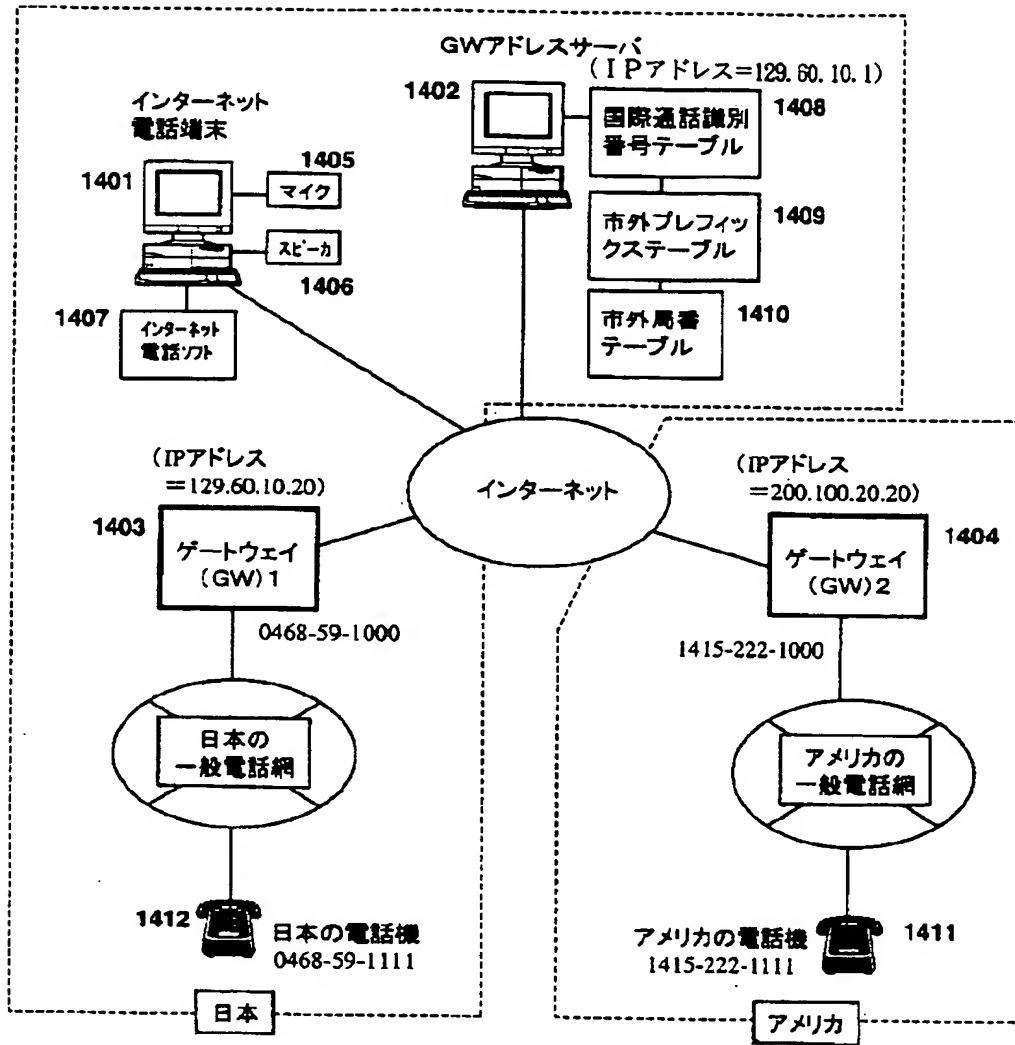 GWアドレスサーバ
(IPアドレス=129.60.10.1)
1402
国際通話識別
番号テーブル
1408
市外プレフィッ
クステーブル
1409
市外局番
テーブル
1410
インターネット
電話端末
1401
1405
マイク
スピーカ
1406
1407
インターネット
電話ソフト
インターネット
(IPアドレス
=129.60.10.20)
1403
ゲートウェイ
(GW)1
0468-59-1000
日本の
一般電話網
1412
日本の電話機
0468-59-1111
日本
(IPアドレス
=200.100.20.20)
1404
ゲートウェイ
(GW)2
1415-222-1000
アメリカの
一般電話網
アメリカの電話機
1415-222-1111
1411
アメリカ